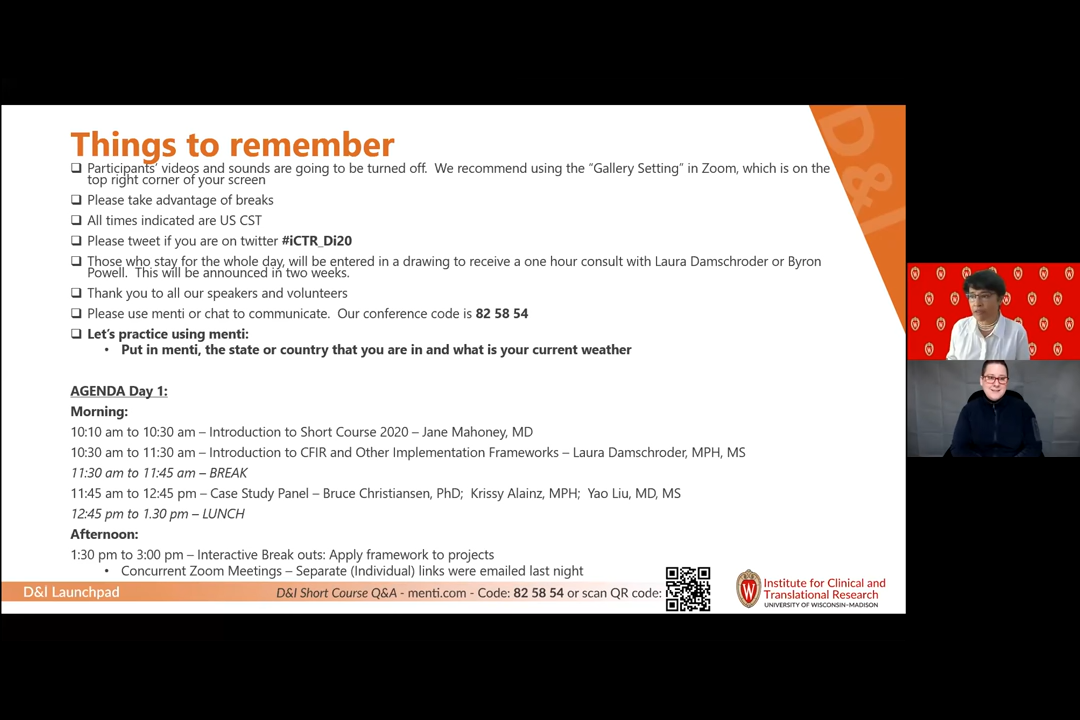 Things to remember
❑ Participants’ videos and sounds are going to be turned off. We recommend using the “Gallery Setting” in Zoom, which is on the
top right corner of your screen
❑ Please take advantage of breaks
❑ All times indicated are US CST
❑ Please tweet if you are on twitter #iCTR_Di20
❑ Those who stay for the whole day, will be entered in a drawing to receive a one hour consult with Laura Damschroder or Byron
Powell. This will be announced in two weeks.
❑ Thank you to all our speakers and volunteers
❑ Please use menti or chat to communicate. Our conference code is 82 58 54
❑ Let’s practice using menti:
• Put in menti, the state or country that you are in and what is your current weather
AGENDA Day 1:
Morning:
10:10 am to 10:30 am – Introduction to Short Course 2020 – Jane Mahoney, MD
10:30 am to 11:30 am – Introduction to CFIR and Other Implementation Frameworks – Laura Damschroder, MPH, MS
11:30 am to 11:45 am – BREAK
11:45 am to 12:45 pm – Case Study Panel – Bruce Christiansen, PhD; Krissy Alainz, MPH; Yao Liu, MD, MS
12:45 pm to 1.30 pm – LUNCH
Afternoon:
1:30 pm to 3:00 pm – Interactive Break outs: Apply framework to projects
• Concurrent Zoom Meetings – Separate (Individual) links were emailed last night
D&I Launchpad
D&I Short Course Q&A - menti.com - Code: 82 58 54 or scan QR code:
W
Institute for Clinical and
Translational Research
UNIVERSITY OF WISCONSIN–MADISON
D&I